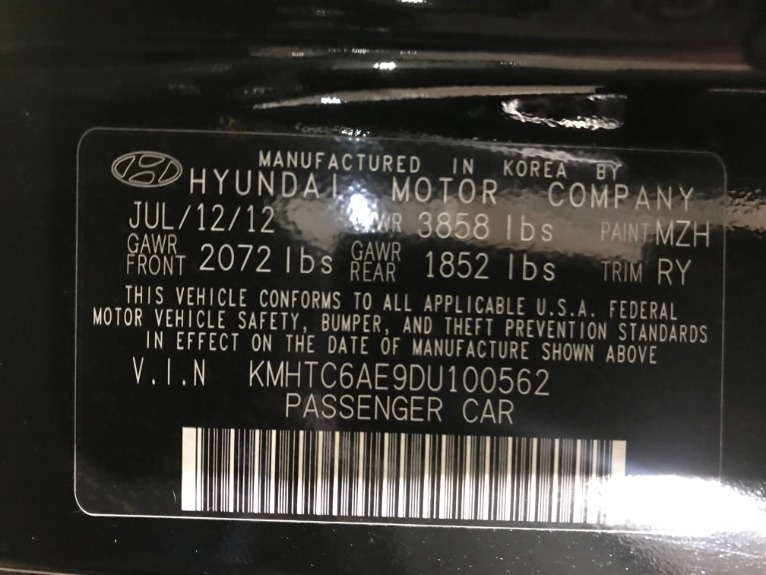 MANUFACTURED IN KOREA BY
HYUNDAI MOTOR COMPANY
JUL/12/12 GVWR 3858 lbs PAINT MZH
GAWR FRONT 2072 lbs GAWR REAR 1852 lbs TRIM RY
THIS VEHICLE CONFORMS TO ALL APPLICABLE U.S.A. FEDERAL
MOTOR VEHICLE SAFETY, BUMPER, AND THEFT PREVENTION STANDARDS
IN EFFECT ON THE DATE OF MANUFACTURE SHOWN ABOVE
V.I.N KMHTC6AE9DU100562
PASSENGER CAR